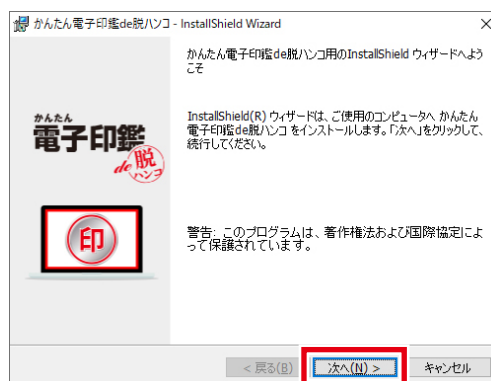 かんたん電子印鑑de脱ハンコ - InstallShield Wizard
かんたん電子印鑑de脱ハンコ用のInstallShield ウィザードへよう
こそ
かんたん
電子印鑑
de 脱
ハンコ
印
InstallShield(R) ウィザードは、ご使用のコンピュータへ かんたん
電子印鑑de脱ハンコ をインストールします。「次へ」をクリックして、
続行してください。
警告: このプログラムは、著作権法および国際協定によ
って保護されています。
< 戻る(B)
次へ(N) >
キャンセル